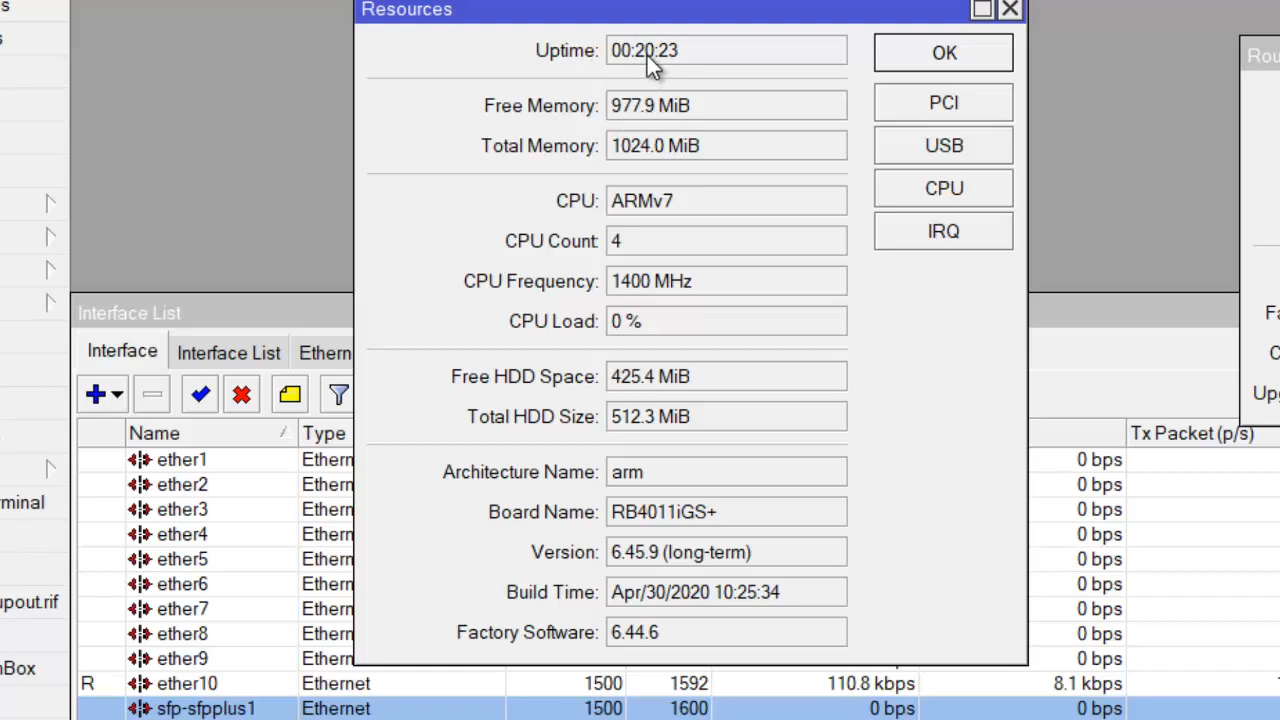 Resources
Uptime: 00:20:23 OK
Free Memory: 977.9 MiB PCI
Total Memory: 1024.0 MiB USB
CPU: ARMv7 CPU
CPU Count: 4 IRQ
CPU Frequency: 1400 MHz
CPU Load: 0 %
Free HDD Space: 425.4 MiB
Total HDD Size: 512.3 MiB
Architecture Name: arm
Board Name: RB4011iGS+
Version: 6.45.9 (long-term)
Build Time: Apr/30/2020 10:25:34
Factory Software: 6.44.6
Rou
Fa
C
Upg
Interface List
Interface Interface List Ethern
Name Type Tx Packet (p/s)
ether1 Ethern 0 bps
ether2 Ethern 0 bps
ether3 Ethern 0 bps
ether4 Ethern 0 bps
ether5 Ethern 0 bps
ether6 Ethern 0 bps
ether7 Ethern 0 bps
ether8 Ethern 0 bps
ether9 Ethern 0 bps
R ether10 Ethernet 1500 1592 110.8 kbps 8.1 kbps
sfp-sfpplus1 Ethernet 1500 1600 0 bps 0 bps
s
s
rminal
upout.rif
nBox